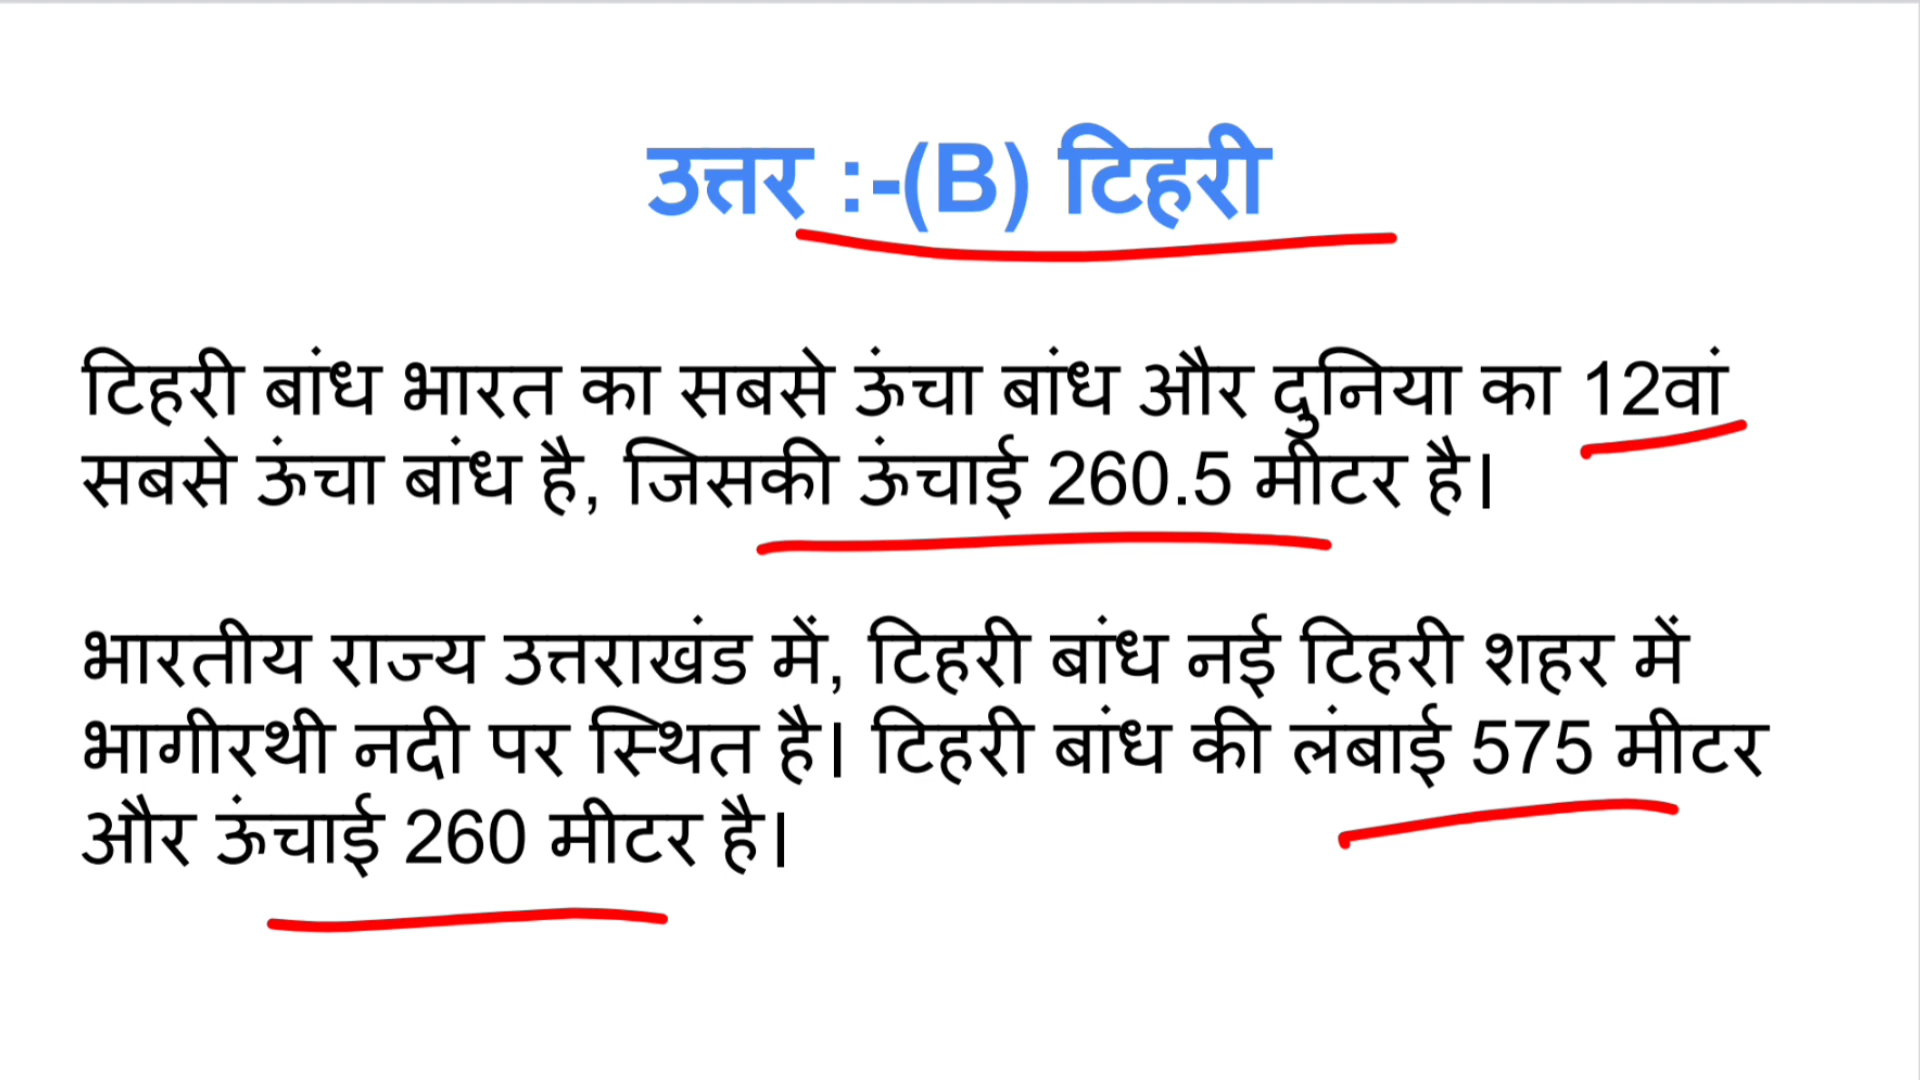 उत्तर :-(B) टिहरी
टिहरी बांध भारत का सबसे ऊंचा बांध और दुनिया का 12वां
सबसे ऊंचा बांध है, जिसकी ऊंचाई 260.5 मीटर है।
भारतीय राज्य उत्तराखंड में, टिहरी बांध नई टिहरी शहर में
भागीरथी नदी पर स्थित है। टिहरी बांध की लंबाई 575 मीटर
और ऊंचाई 260 मीटर है।